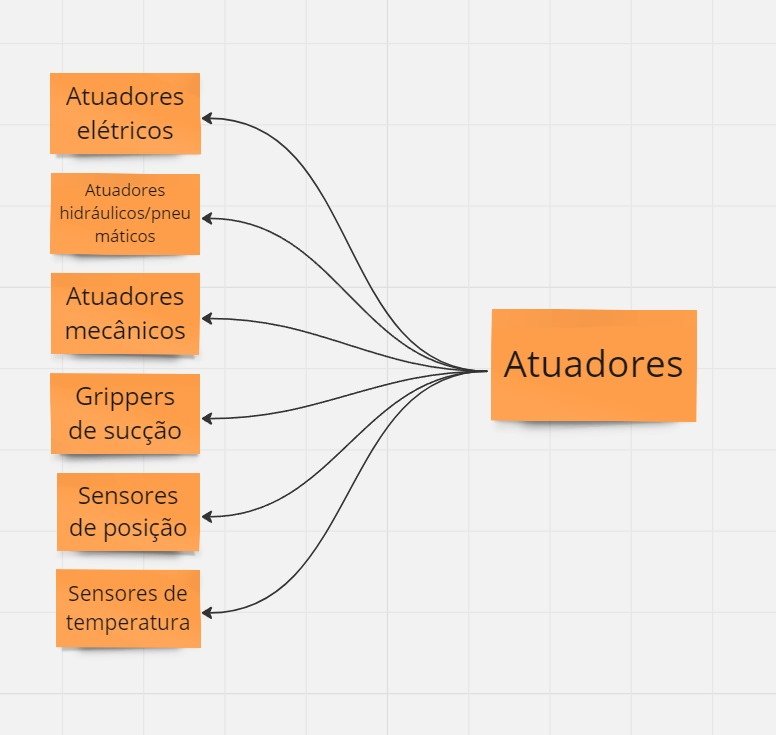 Atuadores
elétricos
Atuadores
hidráulicos/pneu
máticos
Atuadores
mecânicos
Grippers
de sucção
Sensores
de posição
Sensores de
temperatura
Atuadores